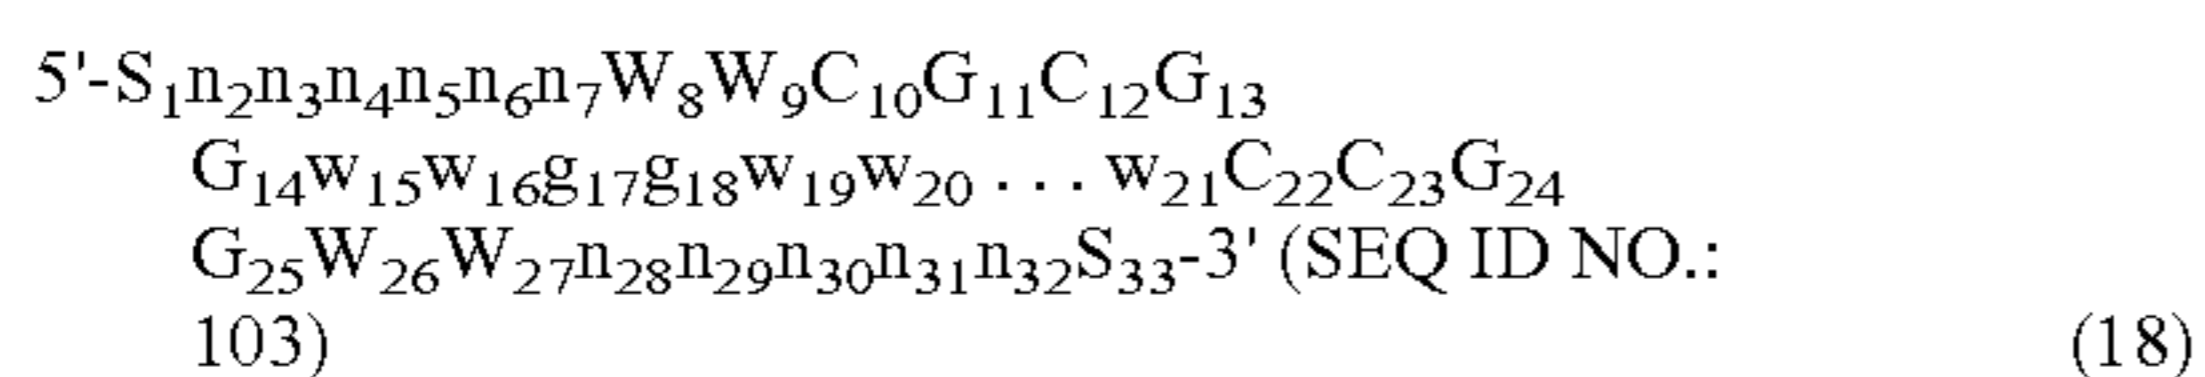 5'-S₁n₂n₃n₄n₅n₆n₇W₈W₉C₁₀G₁₁C₁₂G₁₃
G₁₄w₁₅w₁₆g₁₇g₁₈w₁₉w₂₀ . . . w₂₁C₂₂C₂₃G₂₄
G₂₅W₂₆W₂₇n₂₈n₂₉n₃₀n₃₁n₃₂S₃₃-3' (SEQ ID NO.:
103) (18)